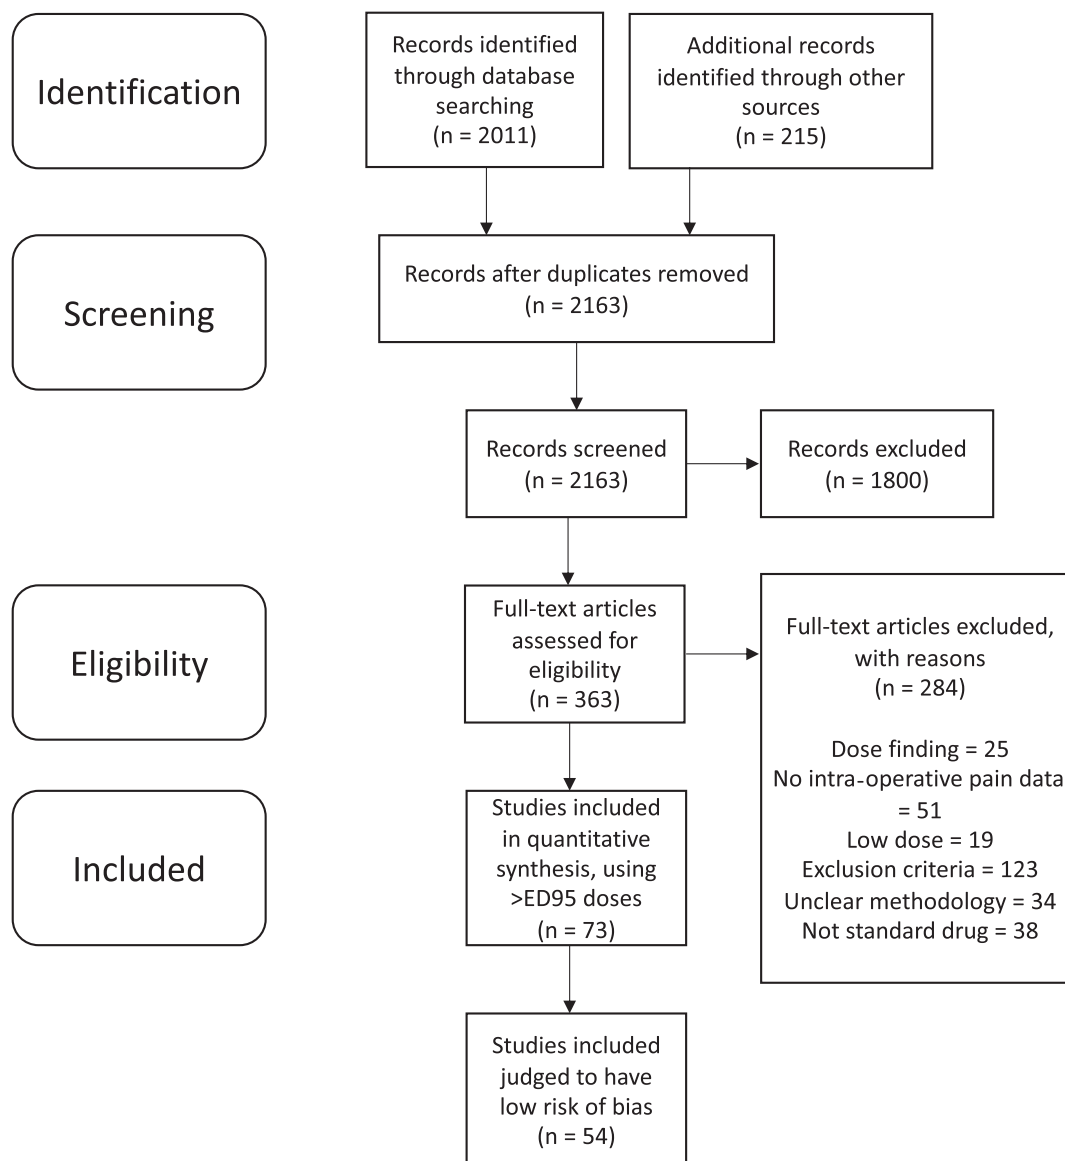 Identification
Records identified
through database
searching
(n = 2011)
Additional records
identified through other
sources
(n = 215)
Screening
Records after duplicates removed
(n = 2163)
Records screened
(n = 2163)
Records excluded
(n = 1800)
Eligibility
Full-text articles
assessed for
eligibility
(n = 363)
Full-text articles excluded,
with reasons
(n = 284)
Dose finding = 25
No intra-operative pain data
= 51
Low dose = 19
Exclusion criteria = 123
Unclear methodology = 34
Not standard drug = 38
Included
Studies included
in quantitative
synthesis, using
>ED95 doses
(n = 73)
Studies included
judged to have
low risk of bias
(n = 54)